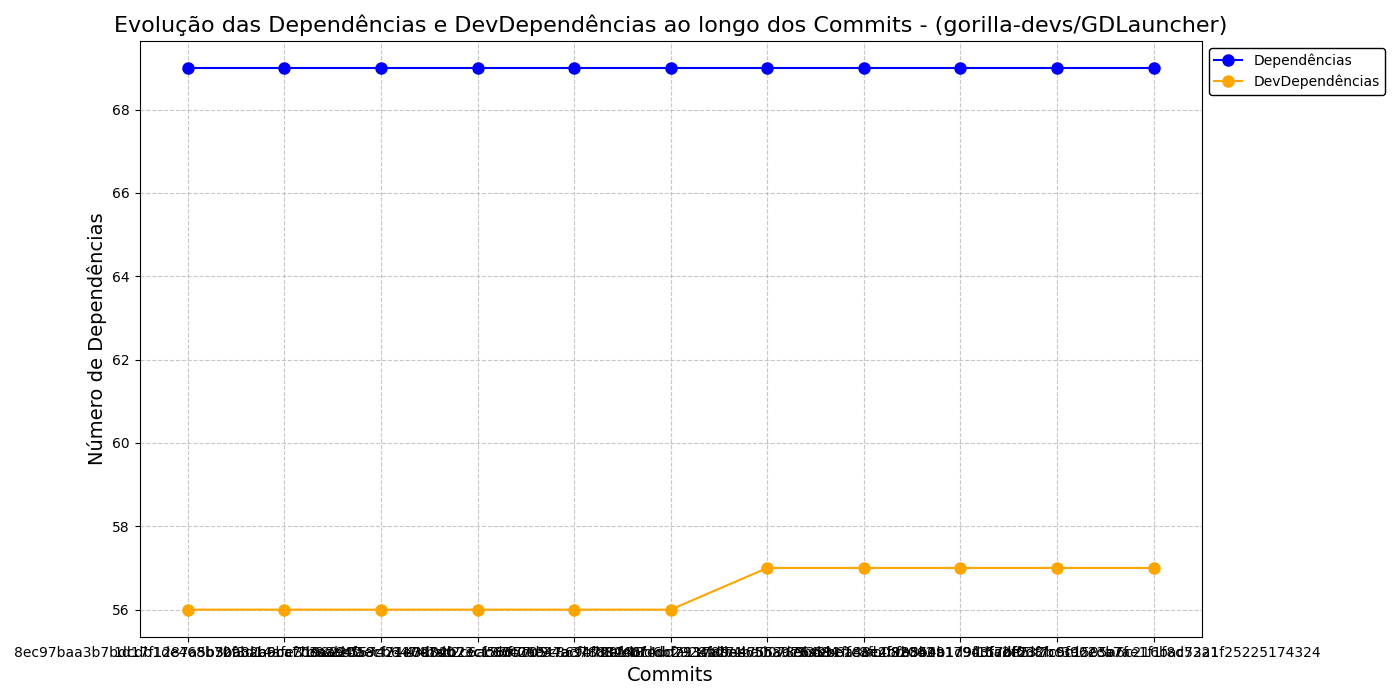 Evolução das Dependências e DevDependências ao longo dos Commits - (gorilla-devs/GDLauncher)
Dependências
DevDependências
68
66
64
62
60
58
56
Número de Dependências
Commits